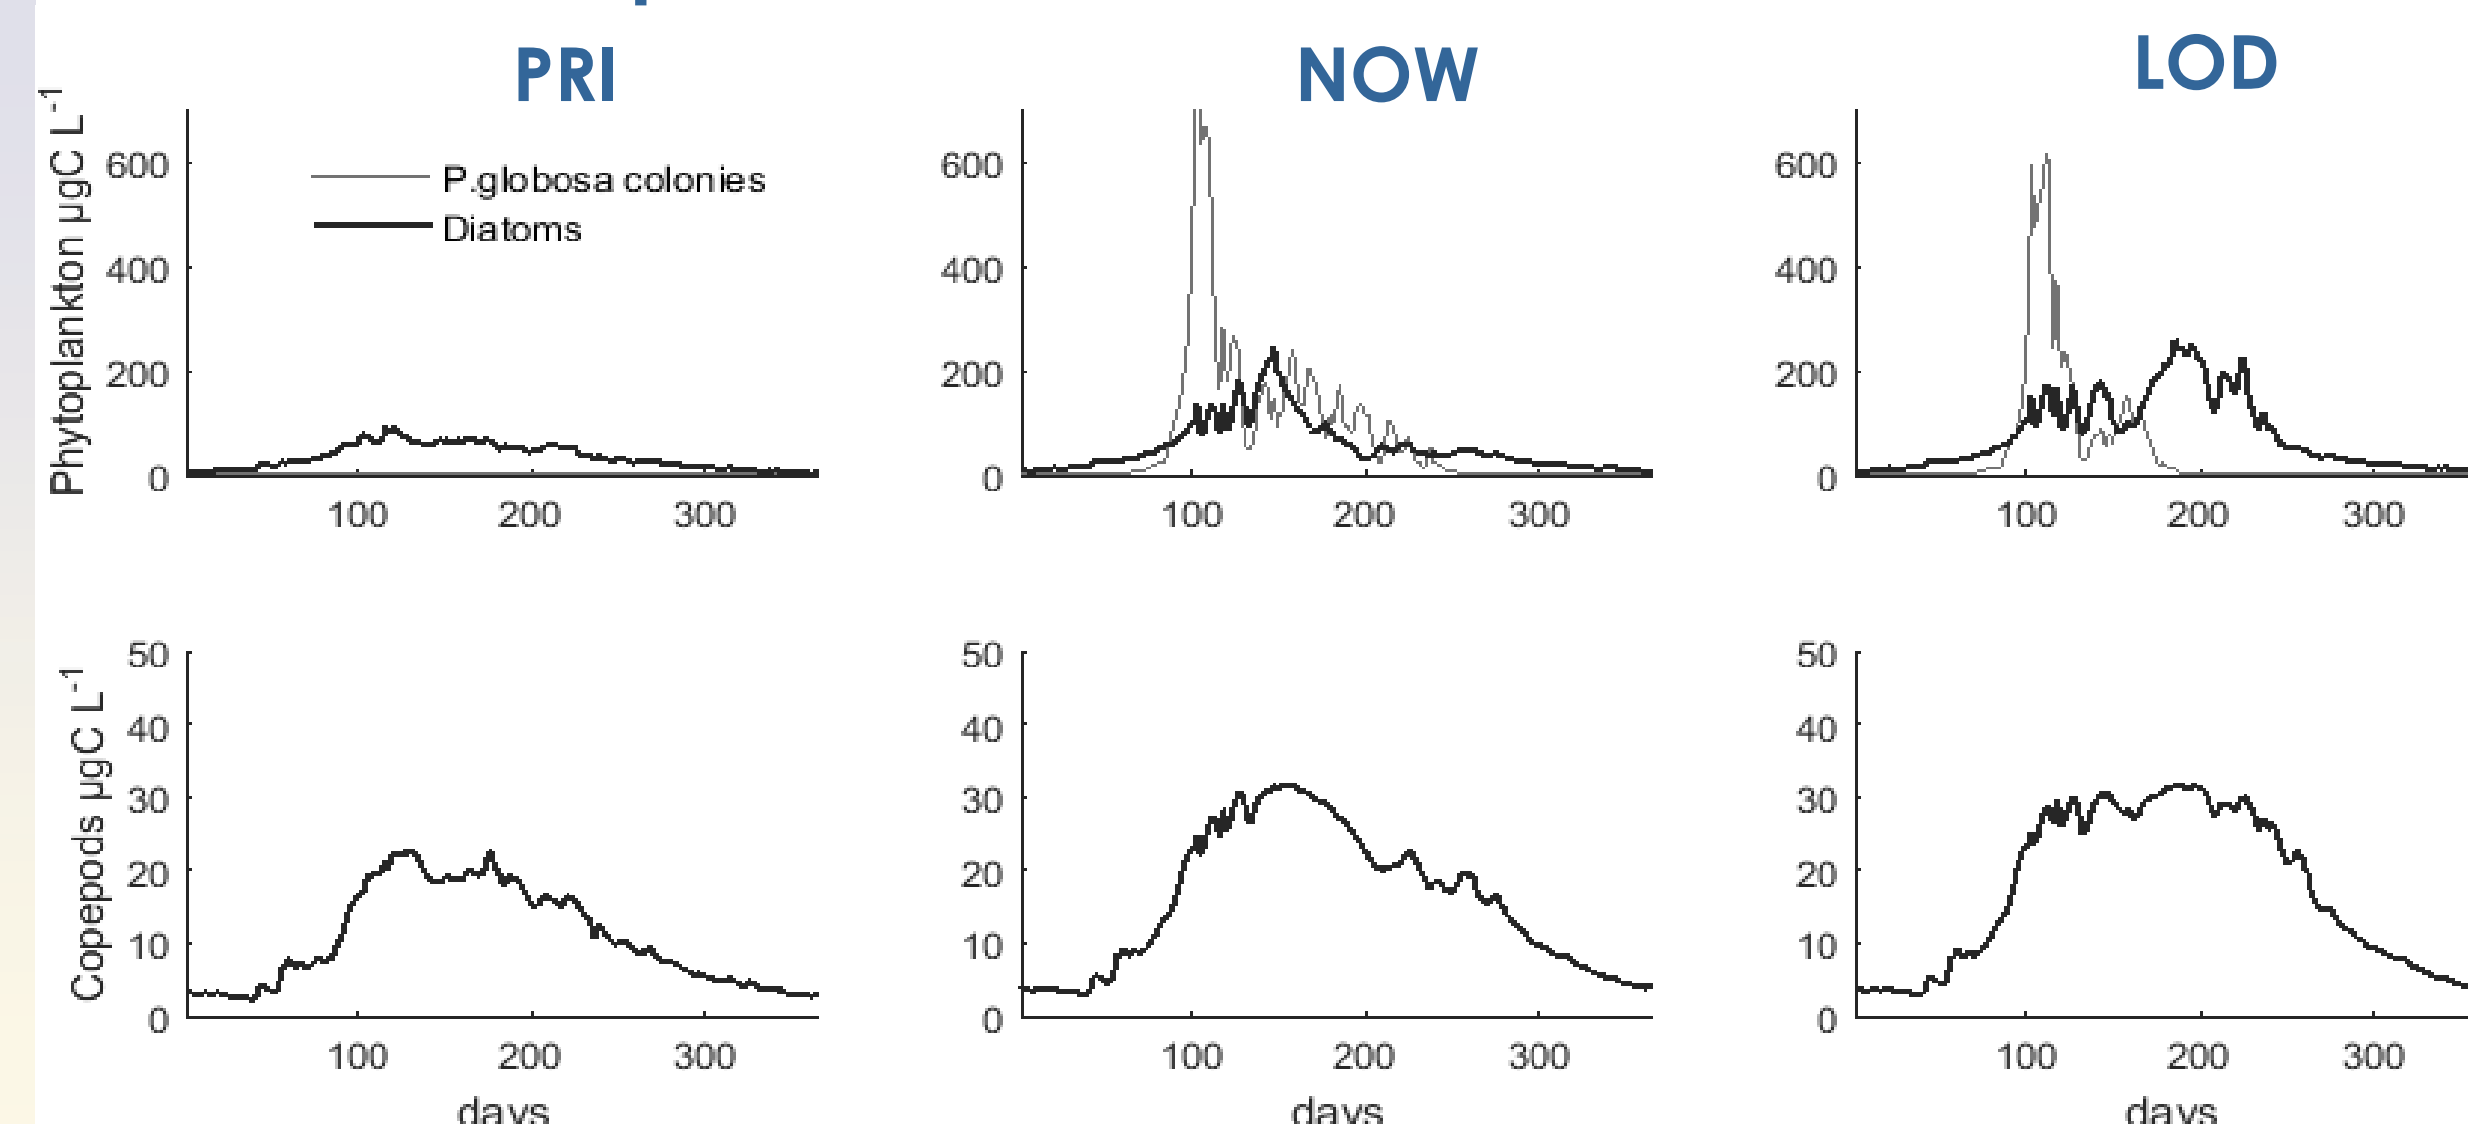 PRI NOW LOD
Phytoplankton µgC L-1
600 600 600
P.globosa colonies
Diatoms
400 400 400
200 200 200
0 0 0
100 200 300 100 200 300 100 200 300
Copepods µgC L-1
50 50 50
40 40 40
30 30 30
20 20 20
10 10 10
0 0 0
100 200 300 100 200 300 100 200 300
days days days